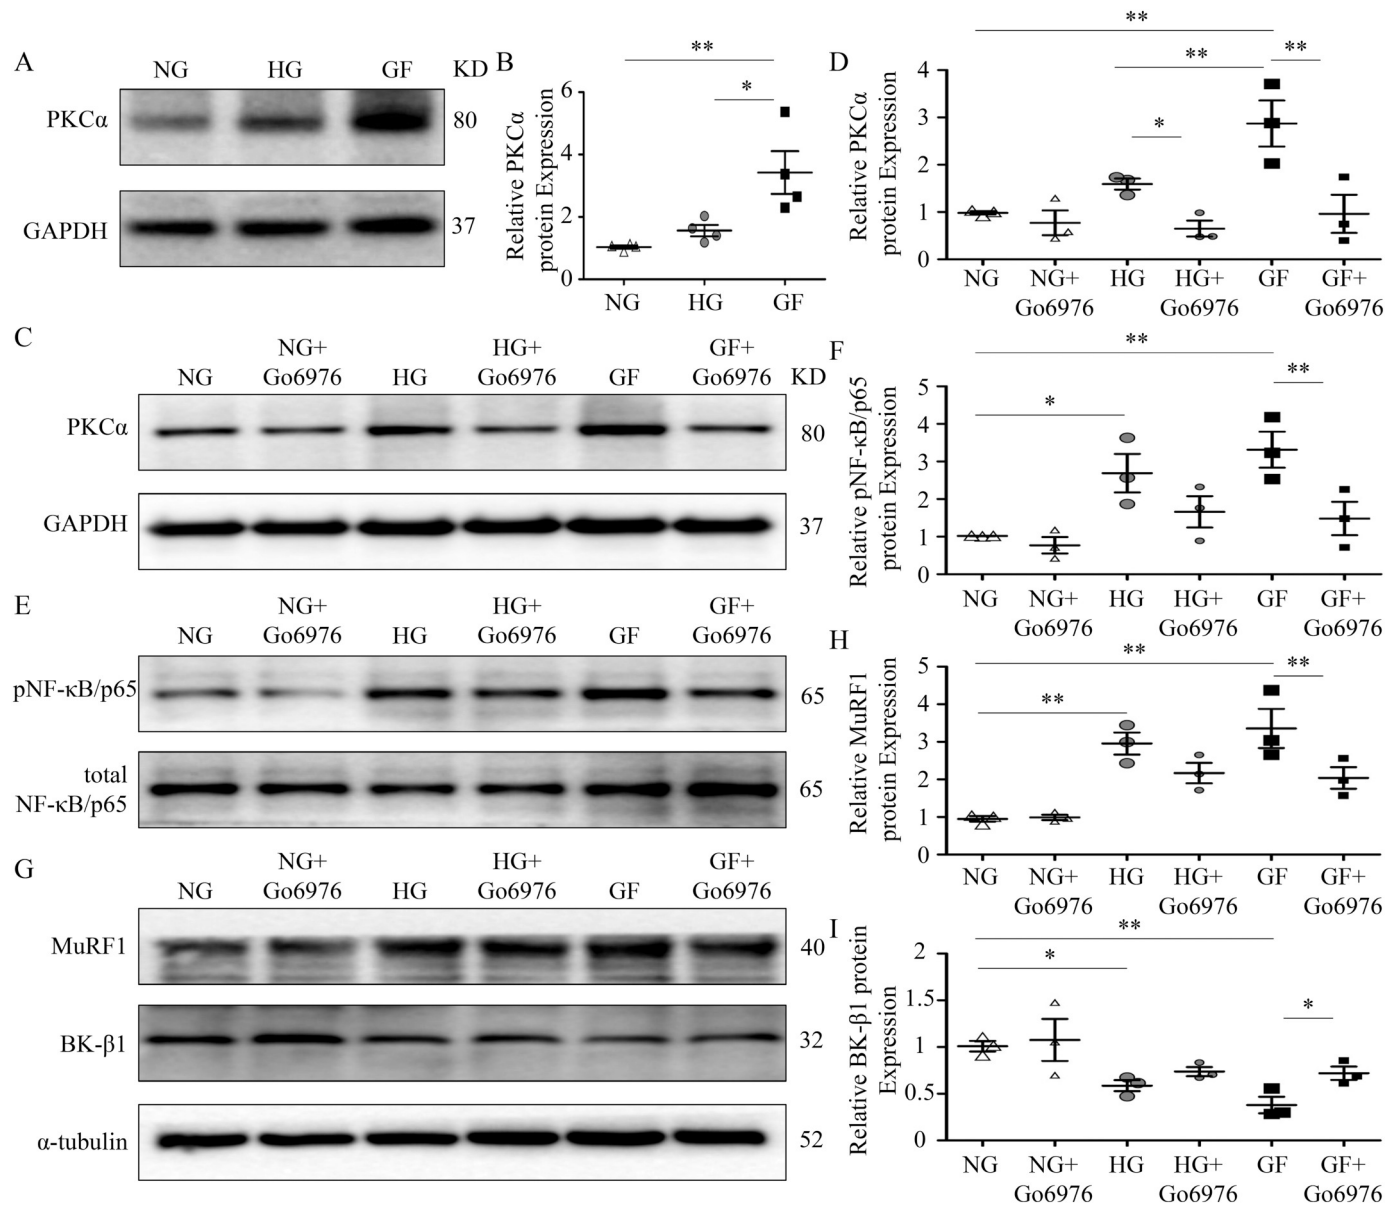 A
NG HG GF KD
PKCα 80
GAPDH 37
B
** 
*
Relative PKCα
protein Expression
6
4
2
0
NG HG GF
C
NG NG+
Go6976 HG HG+
Go6976 GF GF+
Go6976 KD
PKCα 80
GAPDH 37
D
**
** **
*
Relative PKCα
protein Expression
4
3
2
1
0
NG NG+ HG HG+ GF GF+
Go6976 Go6976 Go6976
E
NG NG+
Go6976 HG HG+
Go6976 GF GF+
Go6976
pNF-κB/p65 65
total
NF-κB/p65 65
F
**
**
*
Relative pNF-κB/p65
protein Expression
5
4
3
2
1
0
NG NG+ HG HG+ GF GF+
Go6976 Go6976 Go6976
G
NG NG+
Go6976 HG HG+
Go6976 GF GF+
Go6976
MuRF1 40
BK-β1 32
α-tubulin 52
H
** **
**
Relative MuRF1
protein Expression
5
4
3
2
1
0
NG NG+ HG HG+ GF GF+
Go6976 Go6976 Go6976
I
**
*
*
Relative BK-β1 protein
Expression
2
1.5
1
0.5
0
NG NG+ HG HG+ GF GF+
Go6976 Go6976 Go6976